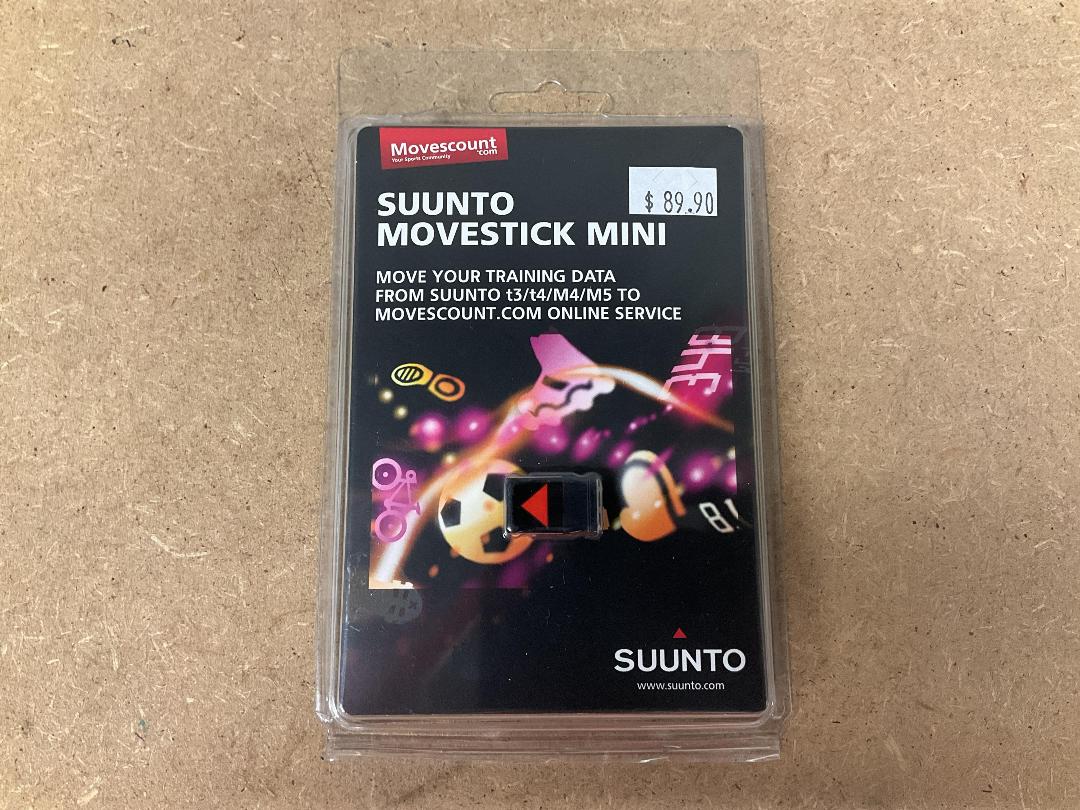 Movescount
.com
Your Sports Community
$ 89.90
SUUNTO
MOVESTICK MINI
MOVE YOUR TRAINING DATA
FROM SUUNTO t3/t4/M4/M5 TO
MOVESCOUNT.COM ONLINE SERVICE
SUUNTO
www.suunto.com